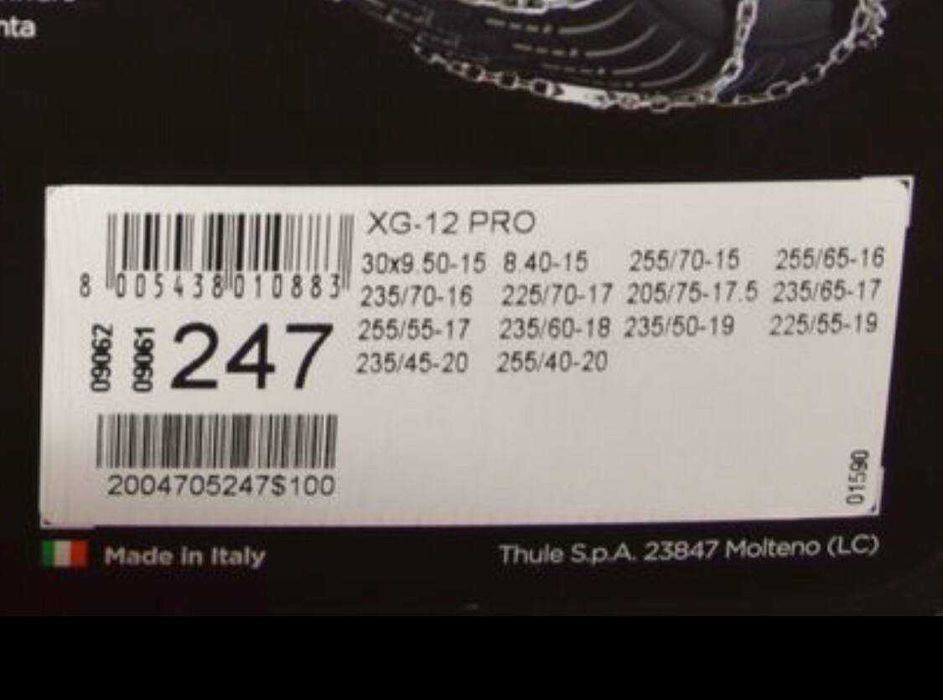 nta
XG-12 PRO
30x9.50-15 8.40-15 255/70-15 255/65-16
8 005438 010883
235/70-16 225/70-17 205/75-17.5 235/65-17
255/55-17 235/60-18 235/50-19 225/55-19
09062 09061 247
235/45-20 255/40-20
2004705247$100
01590
Made in Italy
Thule S.p.A. 23847 Molteno (LC)